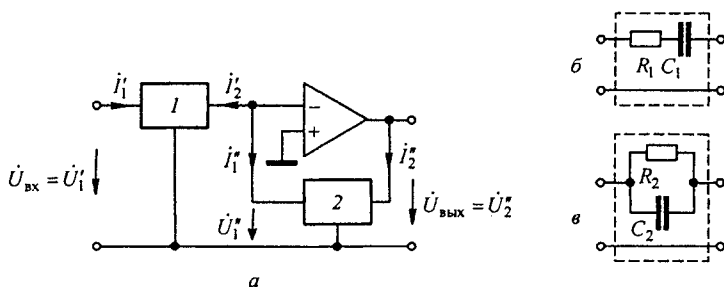 İ′₁
İ′₂
1
−
+
İ″₁
İ″₂
2
U̇вх = U̇′₁
U̇″₁
U̇вых = U̇″₂
а
б
R₁ C₁
в
R₂
C₂